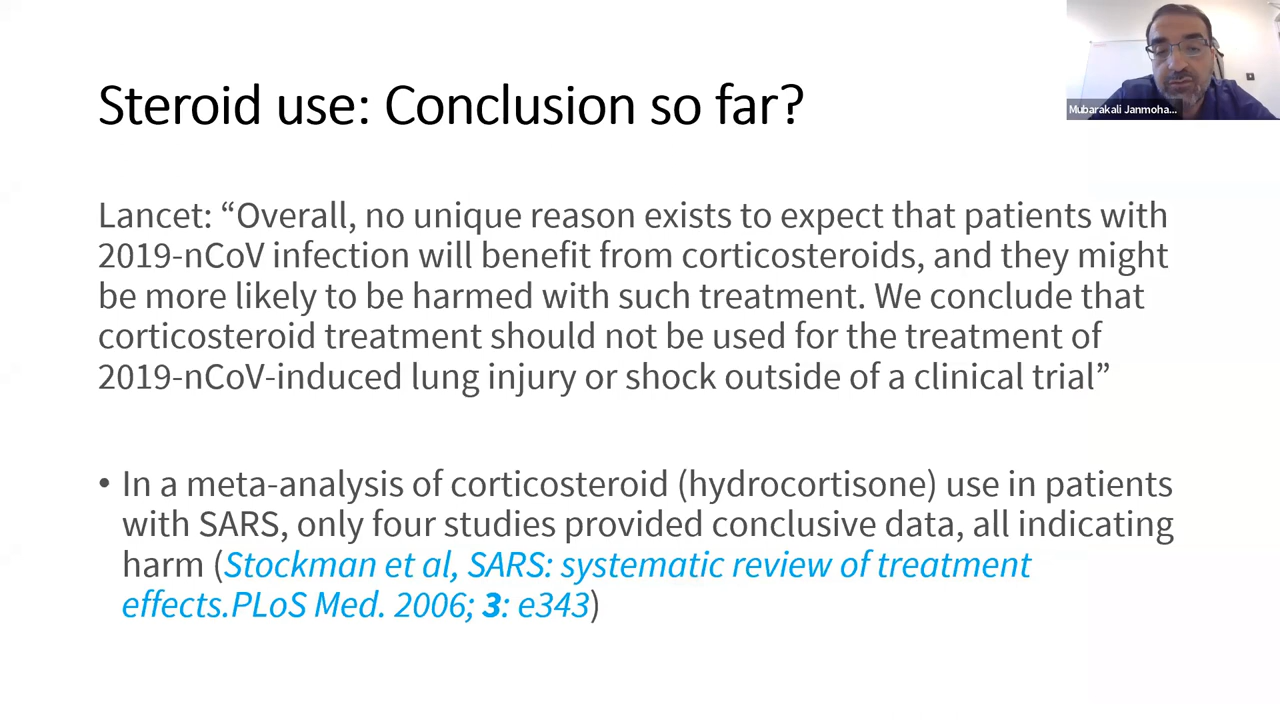 Mubarakali Janmoha...
Steroid use: Conclusion so far?
Lancet: “Overall, no unique reason exists to expect that patients with
2019-nCoV infection will benefit from corticosteroids, and they might
be more likely to be harmed with such treatment. We conclude that
corticosteroid treatment should not be used for the treatment of
2019-nCoV-induced lung injury or shock outside of a clinical trial”
• In a meta-analysis of corticosteroid (hydrocortisone) use in patients
with SARS, only four studies provided conclusive data, all indicating
harm (Stockman et al, SARS: systematic review of treatment
effects.PLoS Med. 2006; 3: e343)